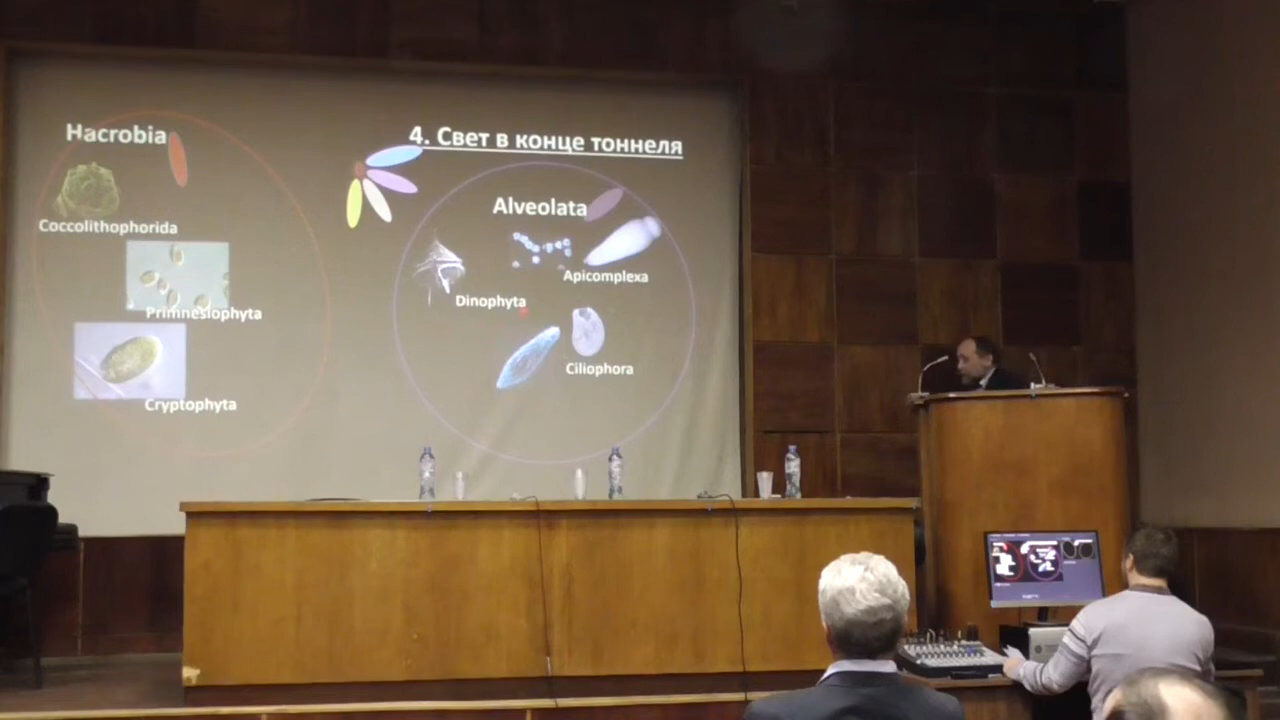 Hacrobia
Coccolithophorida
Primnesiophyta
Cryptophyta
4. Свет в конце тоннеля
Alveolata
Apicomplexa
Dinophyta
Ciliophora